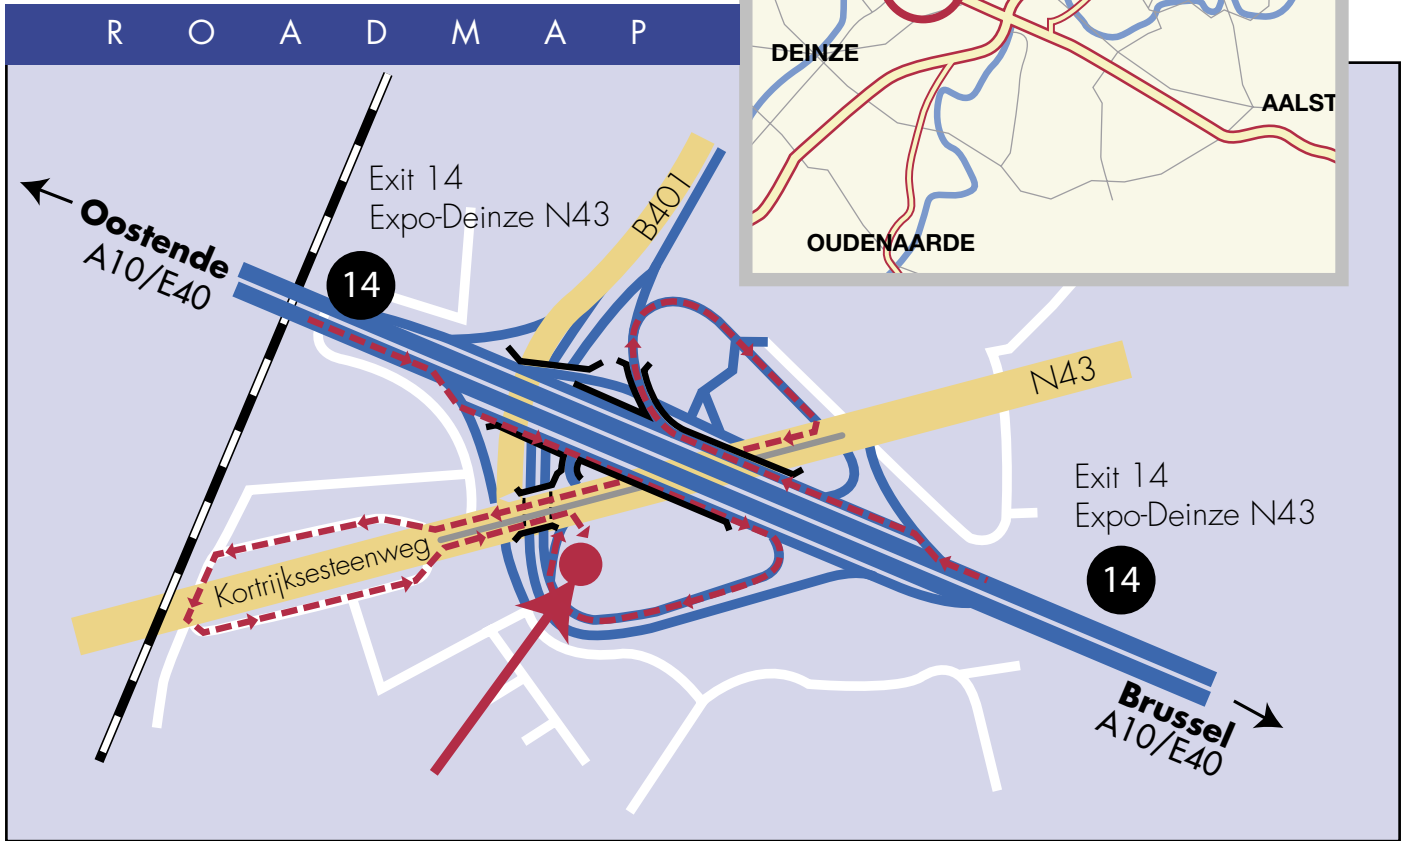 R O A D M A P
DEINZE
AALST
OUDENAARDE
Exit 14
Expo-Deinze N43
B401
Oostende
A10/E40
14
N43
Exit 14
Expo-Deinze N43
Kortrijksesteenweg
14
Brussel
A10/E40